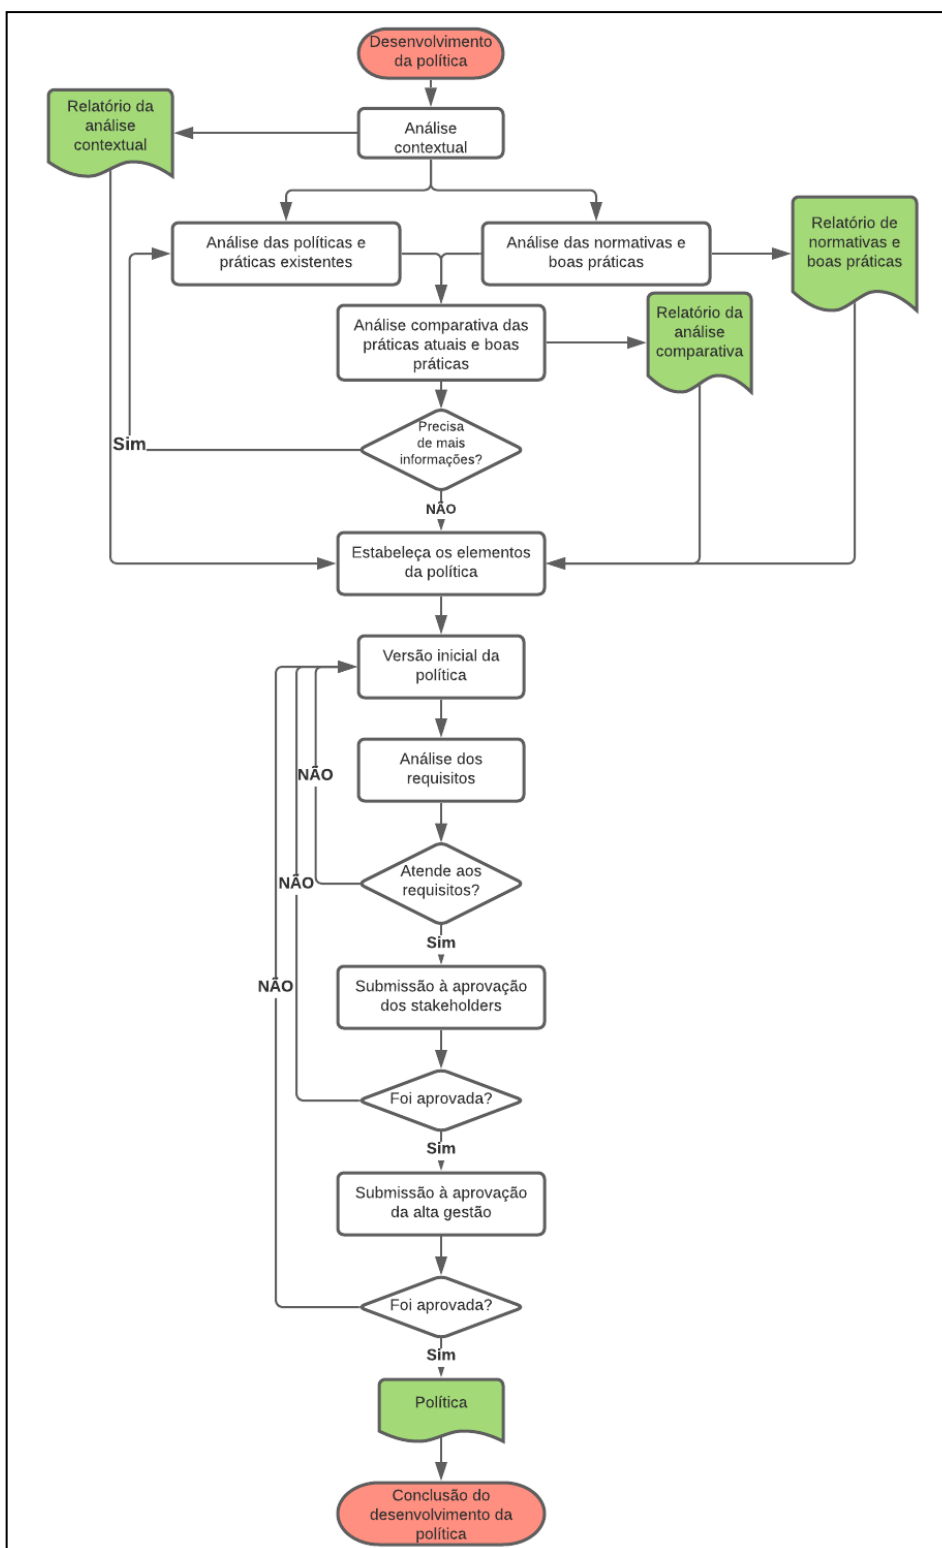 Desenvolvimento
da política
Relatório da
análise
contextual
Análise
contextual
Análise das políticas e
práticas existentes
Análise das normativas e
boas práticas
Relatório de
normativas e
boas práticas
Análise comparativa das
práticas atuais e boas
práticas
Relatório da
análise
comparativa
Precisa
de mais
informações?
Sim
NÃO
Estabeleça os elementos
da política
Versão inicial da
política
Análise dos
requisitos
NÃO
Atende aos
requisitos?
NÃO
Sim
Submissão à aprovação
dos stakeholders
NÃO
Foi aprovada?
Sim
Submissão à aprovação
da alta gestão
Foi aprovada?
Sim
Política
Conclusão do
desenvolvimento da
política